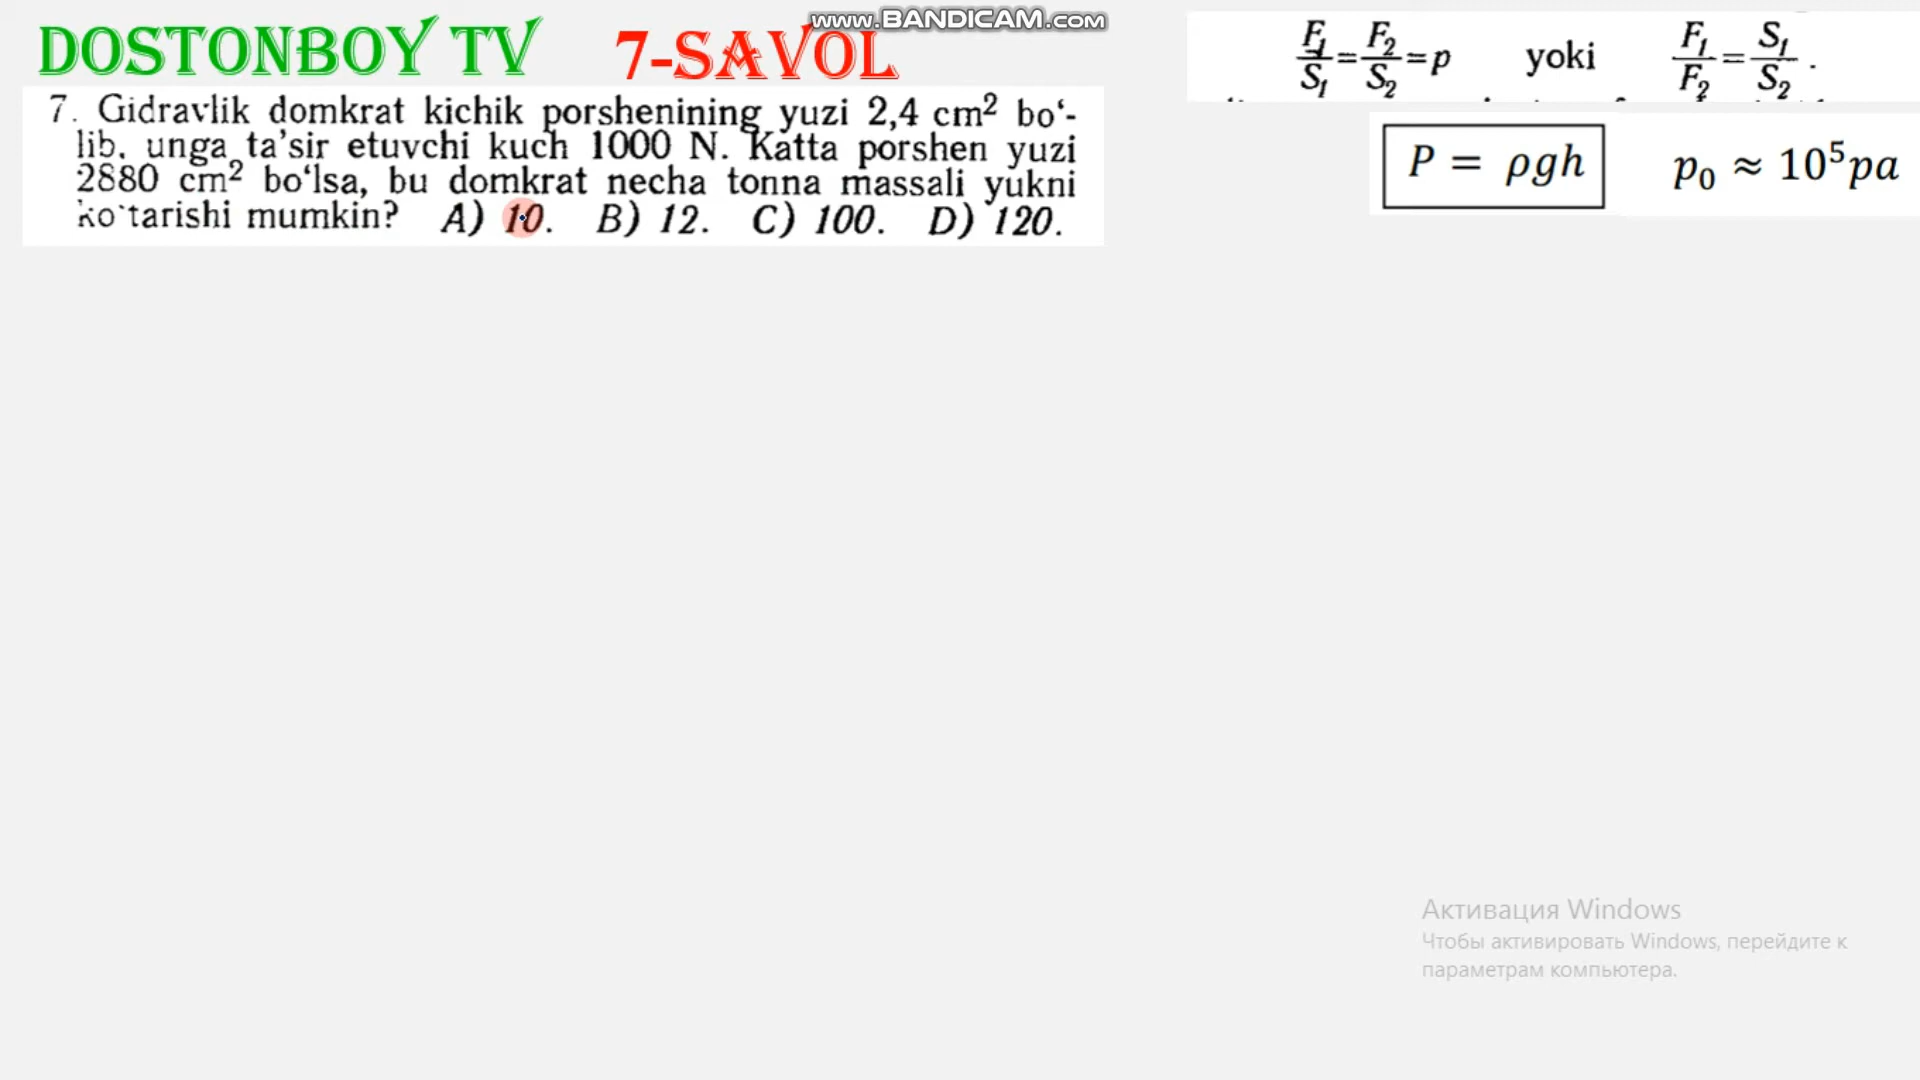 www.BANDICAM.com
DOSTONBOY TV
7-SAVOL
7. Gidravlik domkrat kichik porshenining yuzi 2,4 cm² bo‘-
lib, unga ta’sir etuvchi kuch 1000 N. Katta porshen yuzi
2880 cm² bo‘lsa, bu domkrat necha tonna massali yukni
ko‘tarishi mumkin? A) 10. B) 12. C) 100. D) 120.
F₁/S₁=F₂/S₂=p yoki F₁/F₂=S₁/S₂.
P = ρgh p₀ ≈ 10⁵pa
Активация Windows
Чтобы активировать Windows, перейдите к
параметрам компьютера.